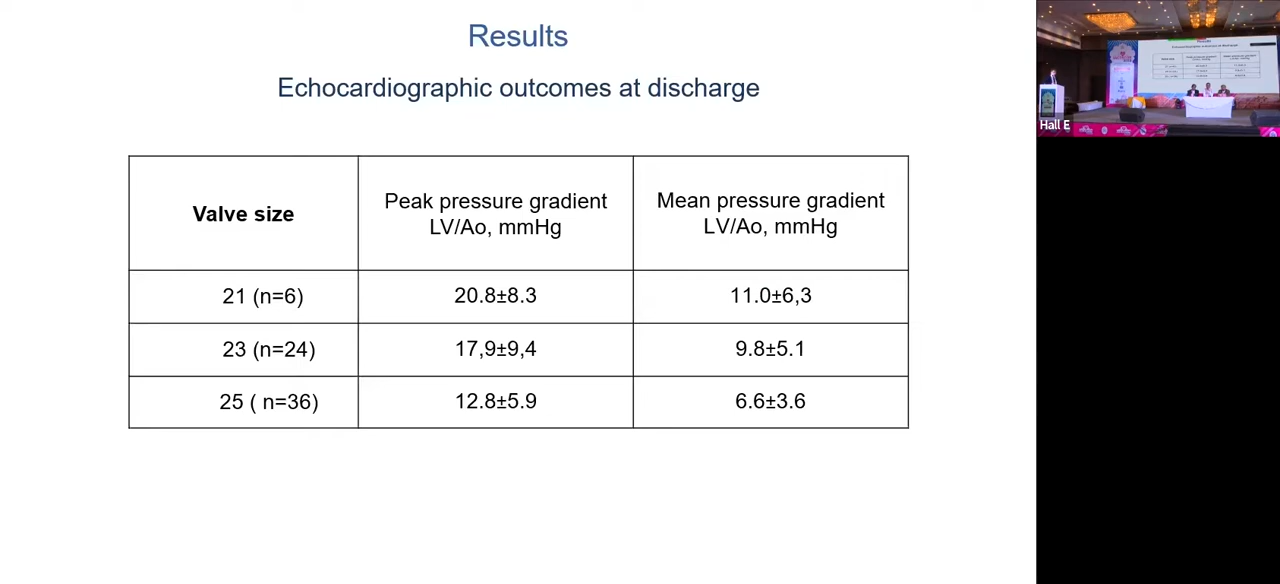 Results
Echocardiographic outcomes at discharge
Valve size
Peak pressure gradient
LV/Ao, mmHg
Mean pressure gradient
LV/Ao, mmHg
21 (n=6)
20.8±8.3
11.0±6,3
23 (n=24)
17,9±9,4
9.8±5.1
25 ( n=36)
12.8±5.9
6.6±3.6
Hall E